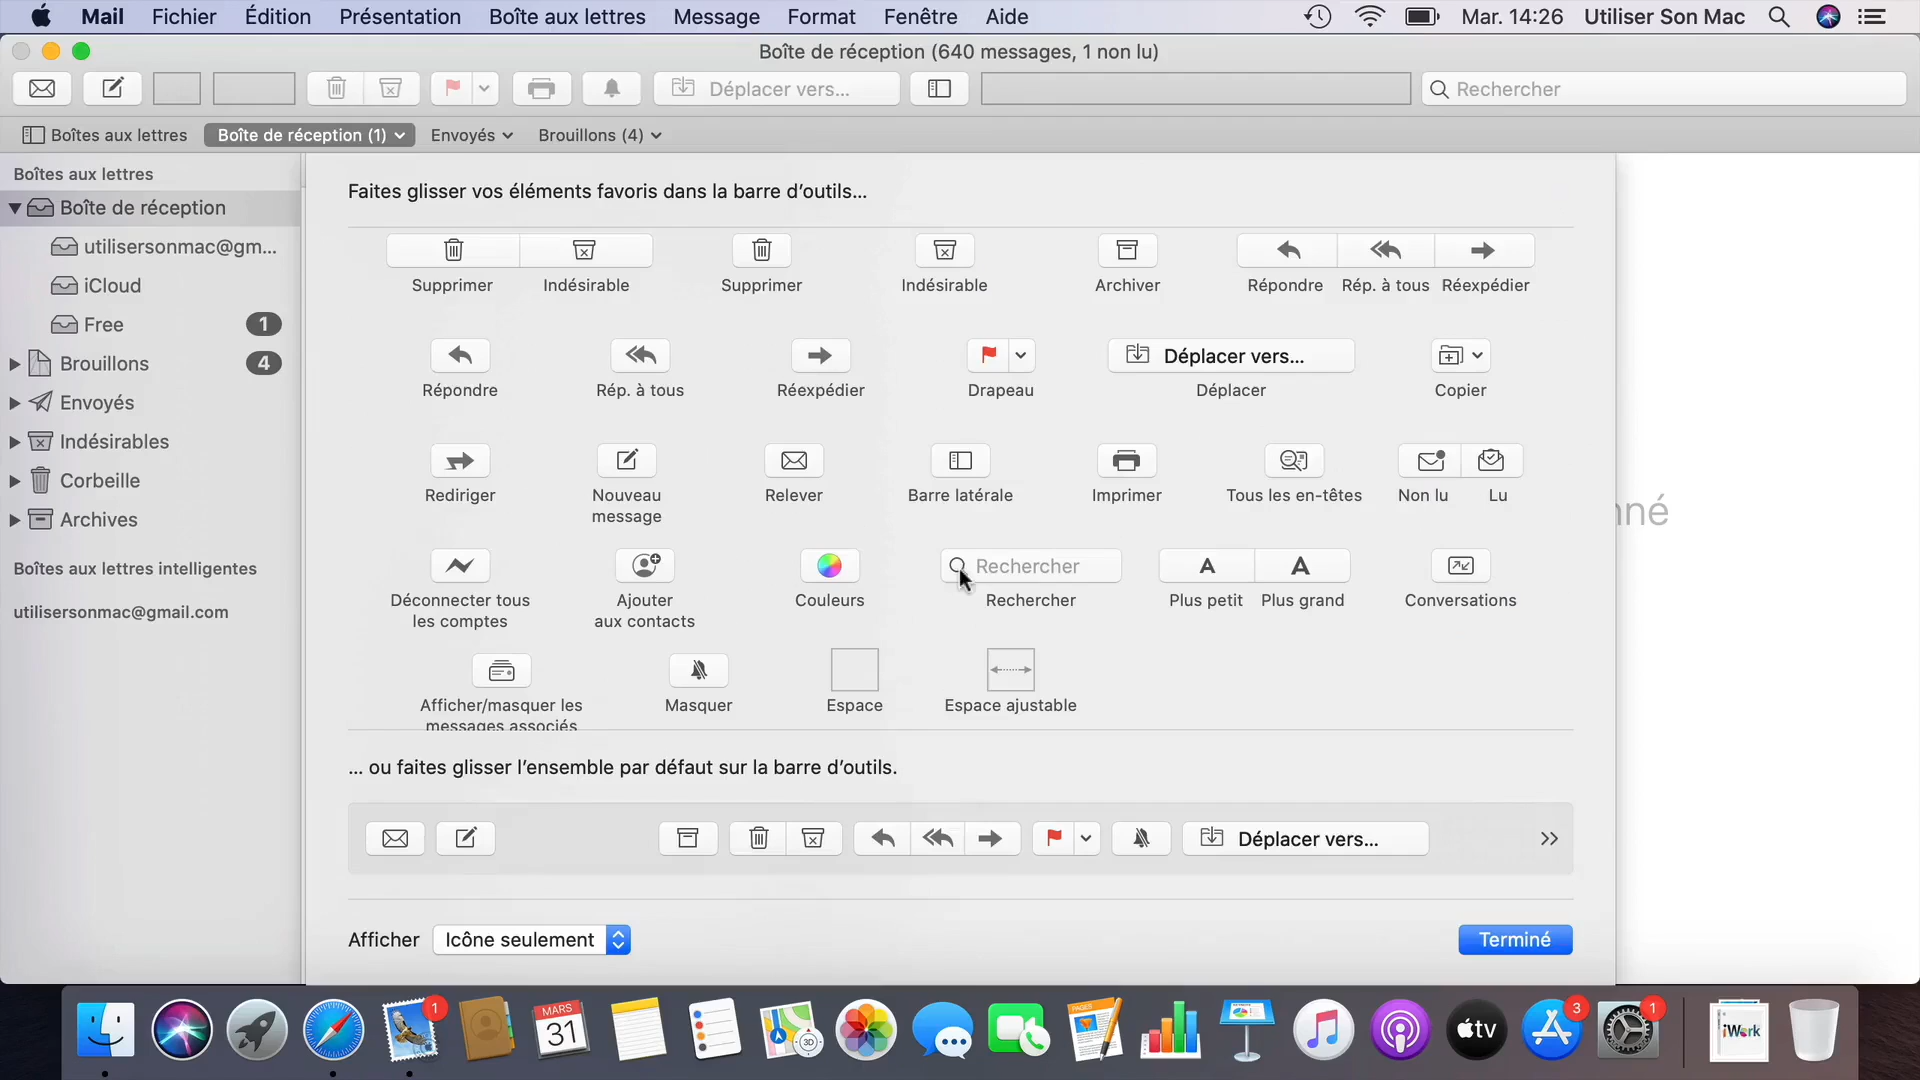 Mail Fichier Édition Présentation Boîte aux lettres Message Format Fenêtre Aide Mar. 14:26 Utiliser Son Mac
Boîte de réception (640 messages, 1 non lu)
Déplacer vers... Rechercher
Boîtes aux lettres Boîte de réception (1) Envoyés Brouillons (4)
Boîtes aux lettres
Boîte de réception
utilisersonmac@gm...
iCloud
Free 1
Brouillons 4
Envoyés
Indésirables
Corbeille
Archives
Boîtes aux lettres intelligentes
utilisersonmac@gmail.com
Faites glisser vos éléments favoris dans la barre d’outils...
Supprimer Indésirable Supprimer Indésirable Archiver Répondre Rép. à tous Réexpédier
Déplacer vers...
Répondre Rép. à tous Réexpédier Drapeau Déplacer Copier
Rediriger Nouveau message Relever Barre latérale Imprimer Tous les en-têtes Non lu Lu
nné
Rechercher A A
Déconnecter tous les comptes Ajouter aux contacts Couleurs Rechercher Plus petit Plus grand Conversations
Afficher/masquer les messages associés Masquer Espace Espace ajustable
... ou faites glisser l’ensemble par défaut sur la barre d’outils.
Déplacer vers...
Afficher Icône seulement Terminé
1 MARS 31 3D PAGES tv 3 1 iWork